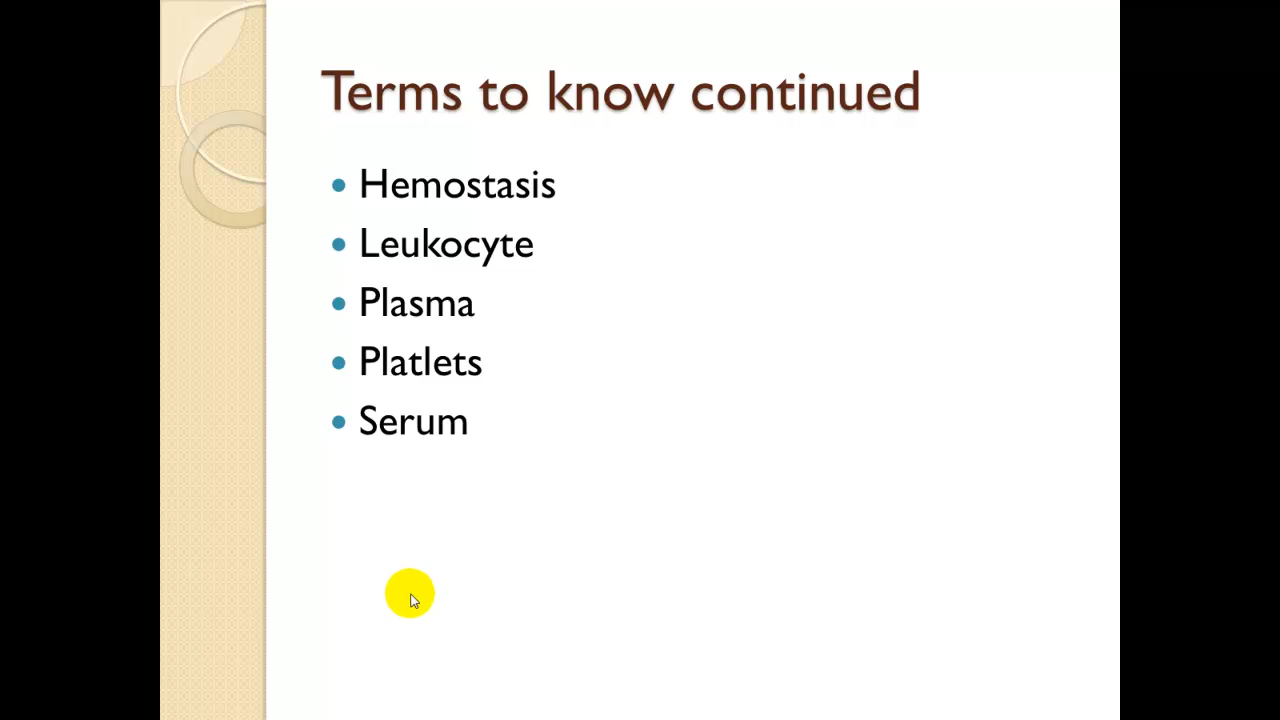 Terms to know continued
• Hemostasis
• Leukocyte
• Plasma
• Platlets
• Serum